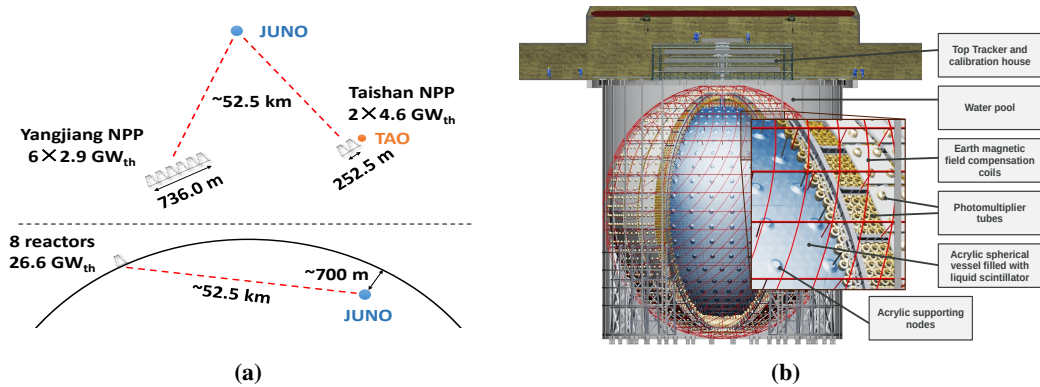 JUNO
~52.5 km
Taishan NPP
2×4.6 GWth
TAO
Yangjiang NPP
6×2.9 GWth
736.0 m
252.5 m
8 reactors
26.6 GWth
~700 m
~52.5 km
JUNO
(a)
Top Tracker and
calibration house
Water pool
Earth magnetic
field compensation
coils
Photomultiplier
tubes
Acrylic spherical
vessel filled with
liquid scintillator
Acrylic supporting
nodes
(b)